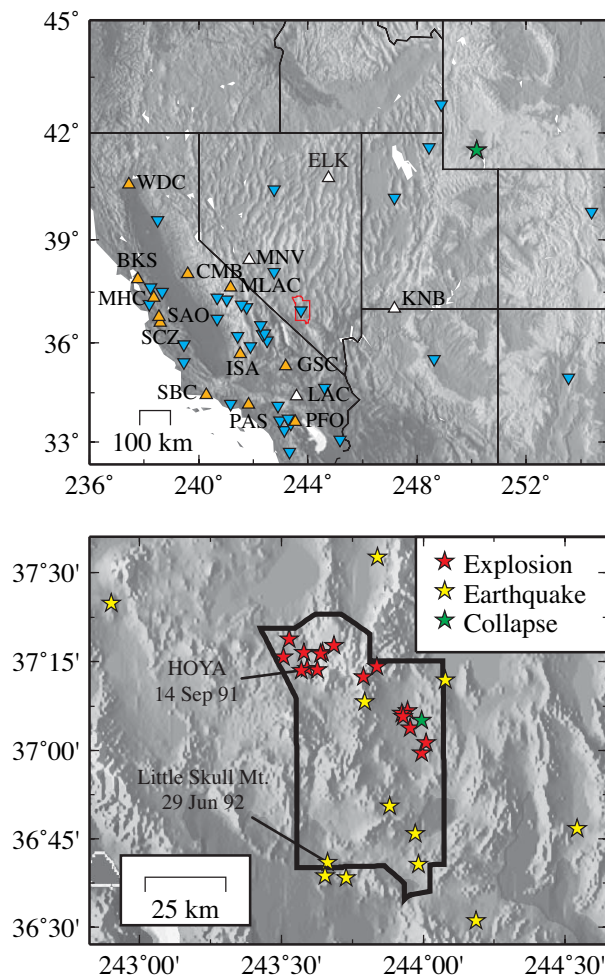 45°
42°
39°
36°
33°
236°
240°
244°
248°
252°
WDC
ELK
BKS
CMB
MNV
MLAC
MHC
SAO
SCZ
KNB
ISA
GSC
SBC
LAC
PAS
PFO
100 km
37°30'
37°15'
37°00'
36°45'
36°30'
243°00'
243°30'
244°00'
244°30'
Explosion
Earthquake
Collapse
HOYA
14 Sep 91
Little Skull Mt.
29 Jun 92
25 km